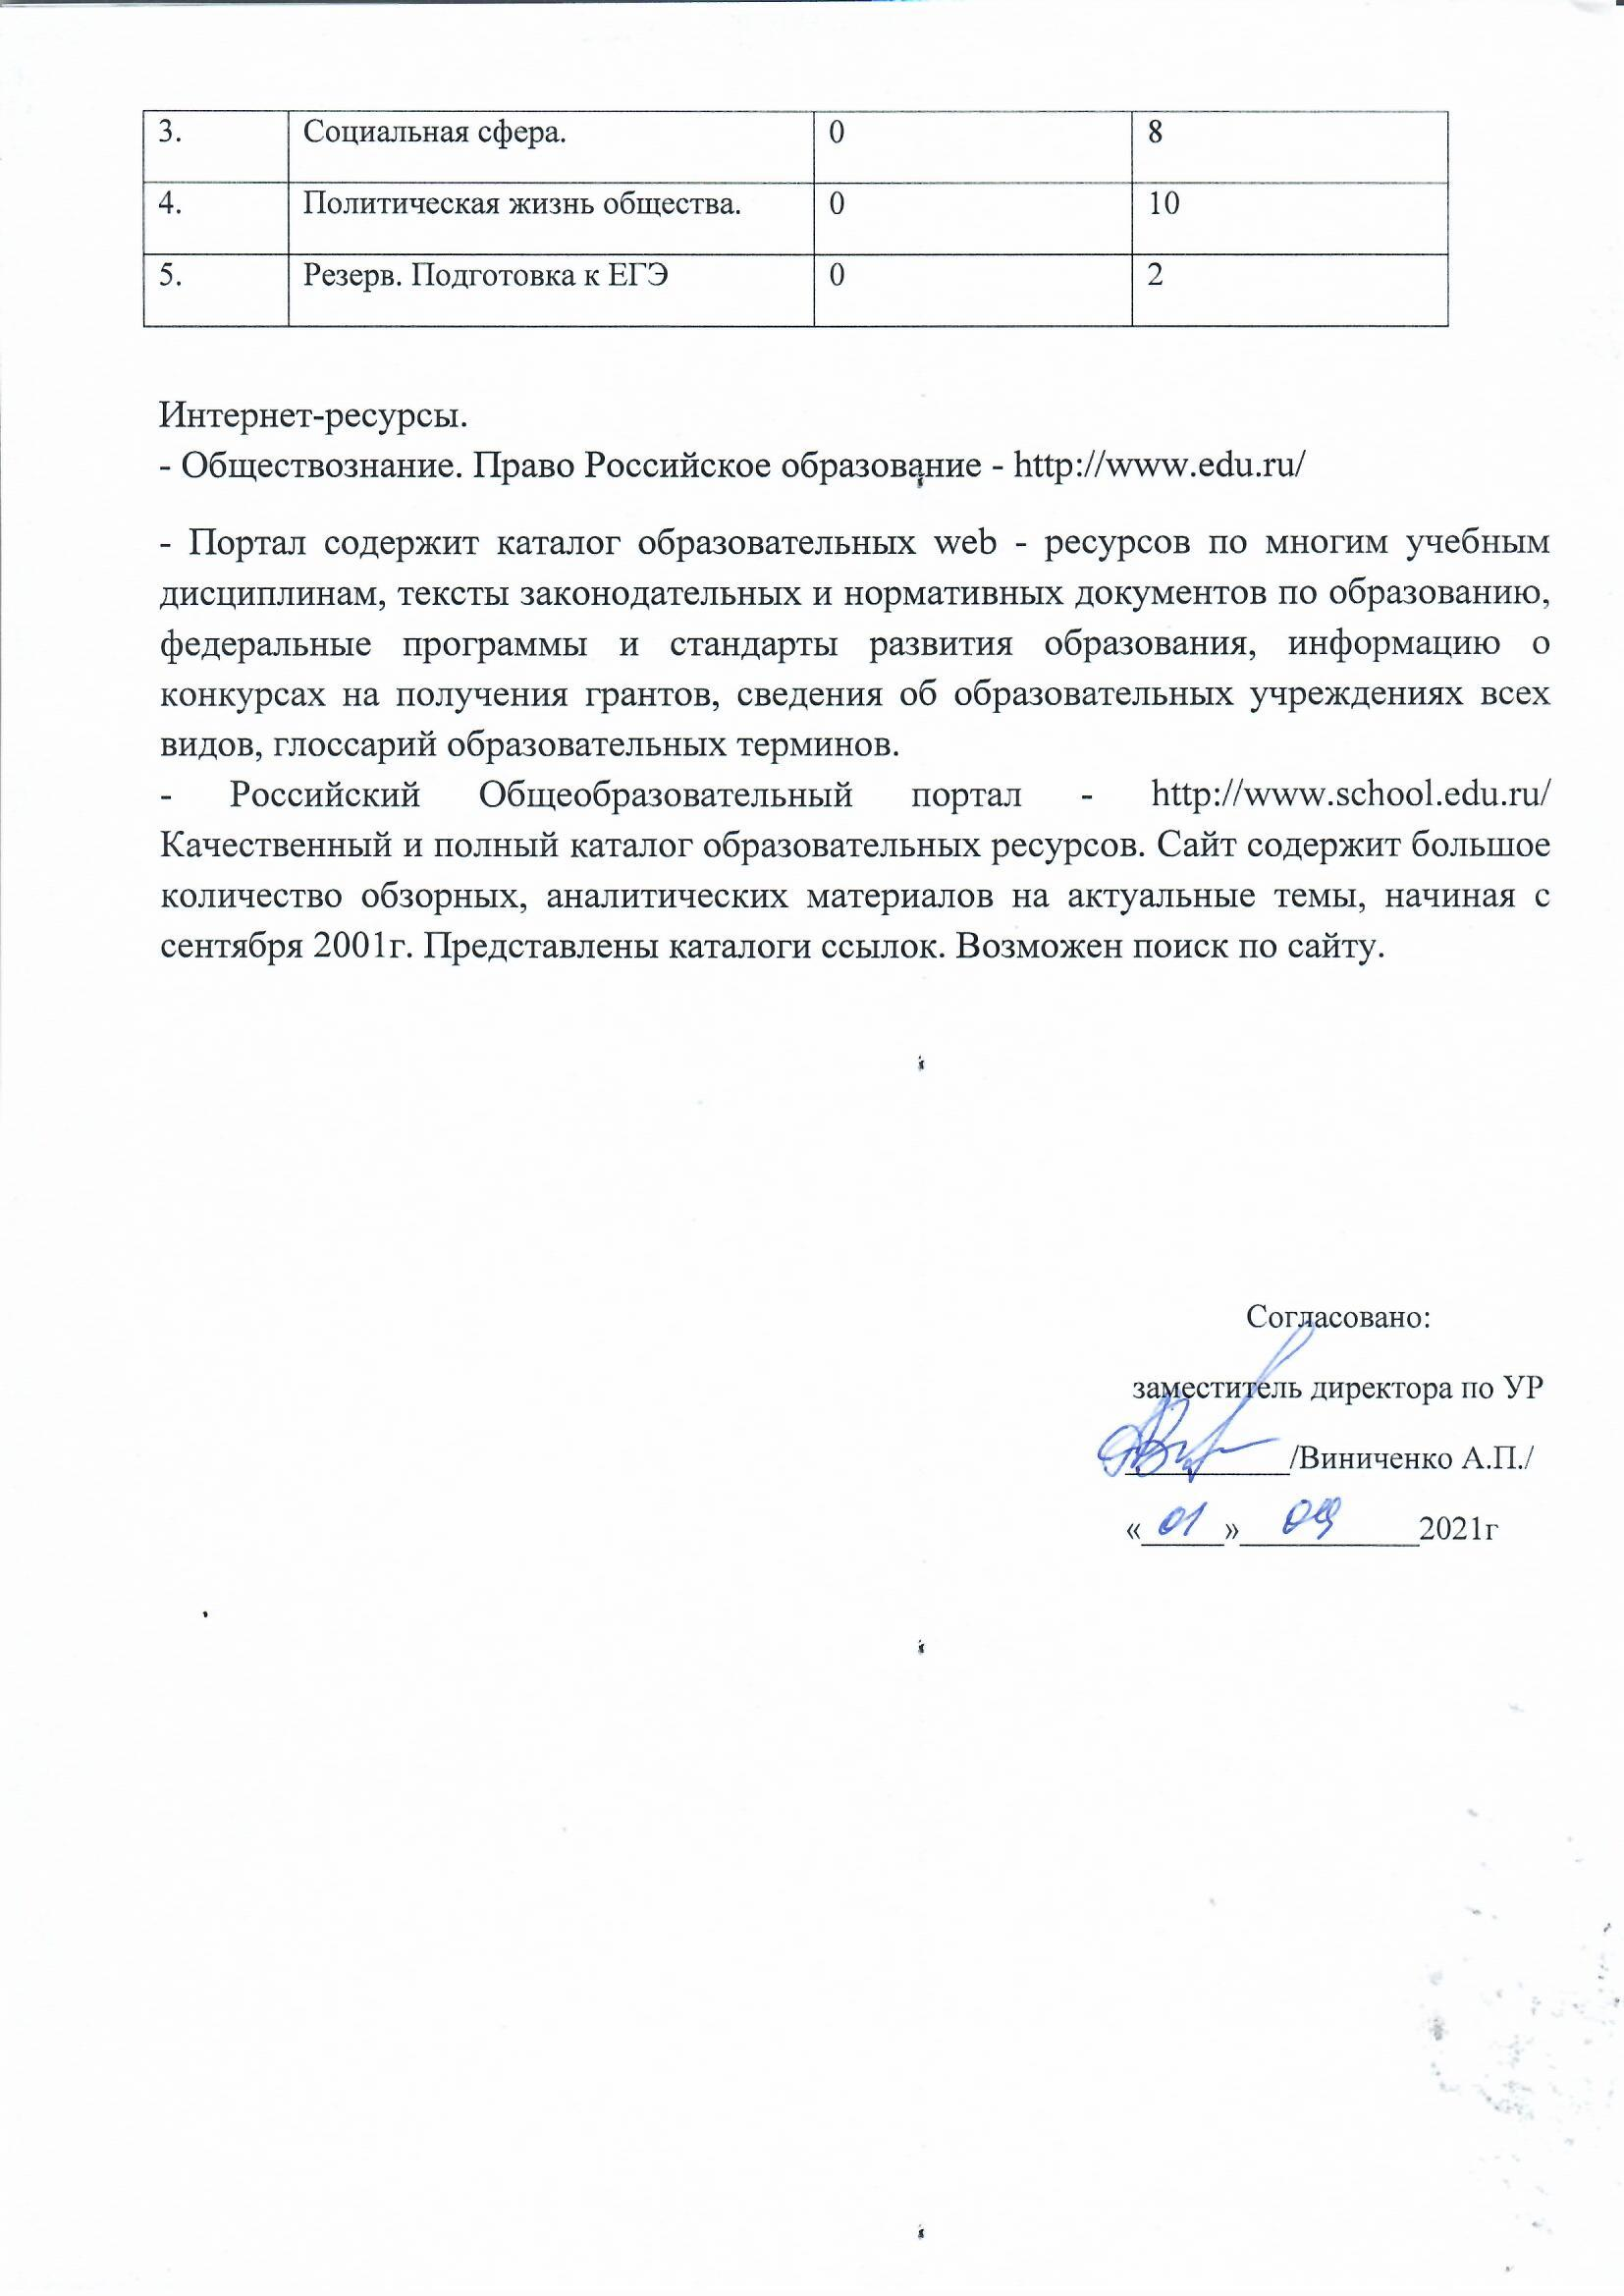 3. Социальная сфера. 0 8
4. Политическая жизнь общества. 0 10
5. Резерв. Подготовка к ЕГЭ 0 2
Интернет-ресурсы.
- Обществознание. Право Российское образование - http://www.edu.ru/
- Портал содержит каталог образовательных web - ресурсов по многим учебным
дисциплинам, тексты законодательных и нормативных документов по образованию,
федеральные программы и стандарты развития образования, информацию о
конкурсах на получения грантов, сведения об образовательных учреждениях всех
видов, глоссарий образовательных терминов.
- Российский Общеобразовательный портал - http://www.school.edu.ru/
Качественный и полный каталог образовательных ресурсов. Сайт содержит большое
количество обзорных, аналитических материалов на актуальные темы, начиная с
сентября 2001г. Представлены каталоги ссылок. Возможен поиск по сайту.
Согласовано:
заместитель директора по УР
/Виниченко А.П./
«01» 09 2021г